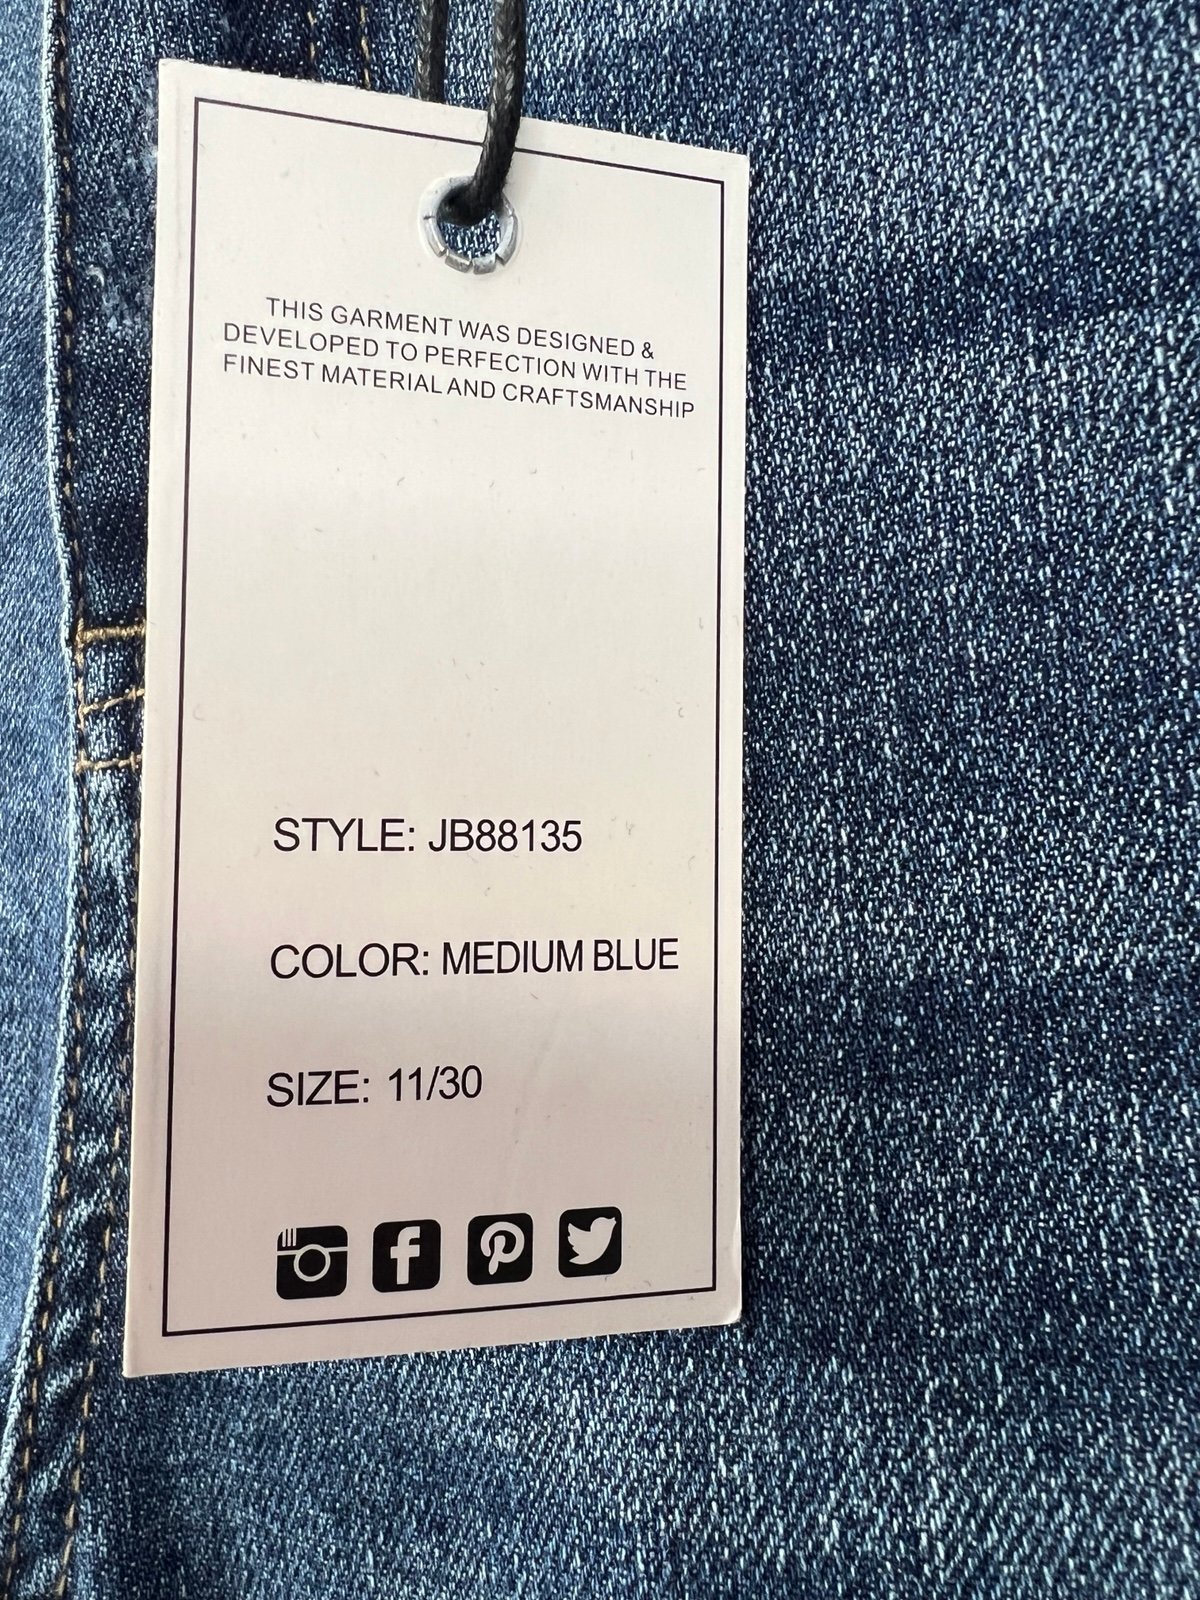 THIS GARMENT WAS DESIGNED &
DEVELOPED TO PERFECTION WITH THE
FINEST MATERIAL AND CRAFTSMANSHIP
STYLE: JB88135
COLOR: MEDIUM BLUE
SIZE: 11/30